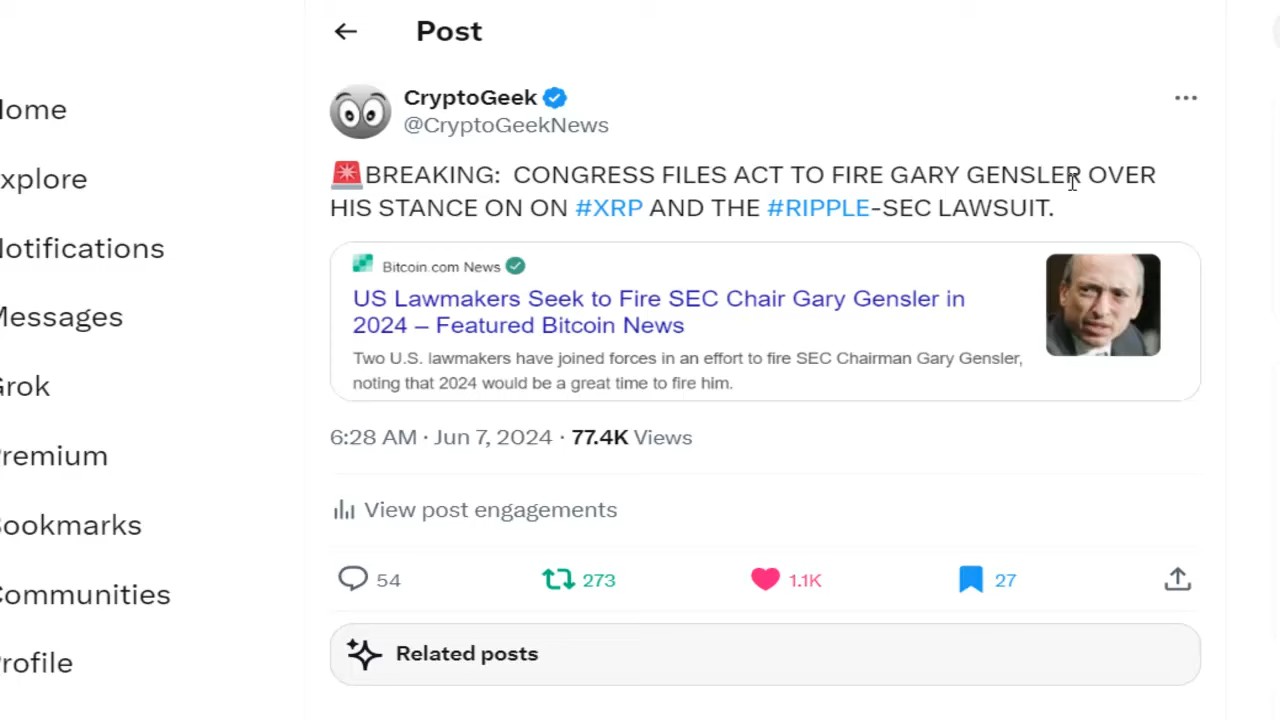 Post
CryptoGeek
@CryptoGeekNews
🚨BREAKING: CONGRESS FILES ACT TO FIRE GARY GENSLER OVER
HIS STANCE ON ON #XRP AND THE #RIPPLE-SEC LAWSUIT.
Bitcoin.com News
US Lawmakers Seek to Fire SEC Chair Gary Gensler in
2024 – Featured Bitcoin News
Two U.S. lawmakers have joined forces in an effort to fire SEC Chairman Gary Gensler,
noting that 2024 would be a great time to fire him.
6:28 AM · Jun 7, 2024 · 77.4K Views
View post engagements
54 273 1.1K 27
Related posts
ome
xplore
otifications
Messages
rok
remium
ookmarks
ommunities
rofile